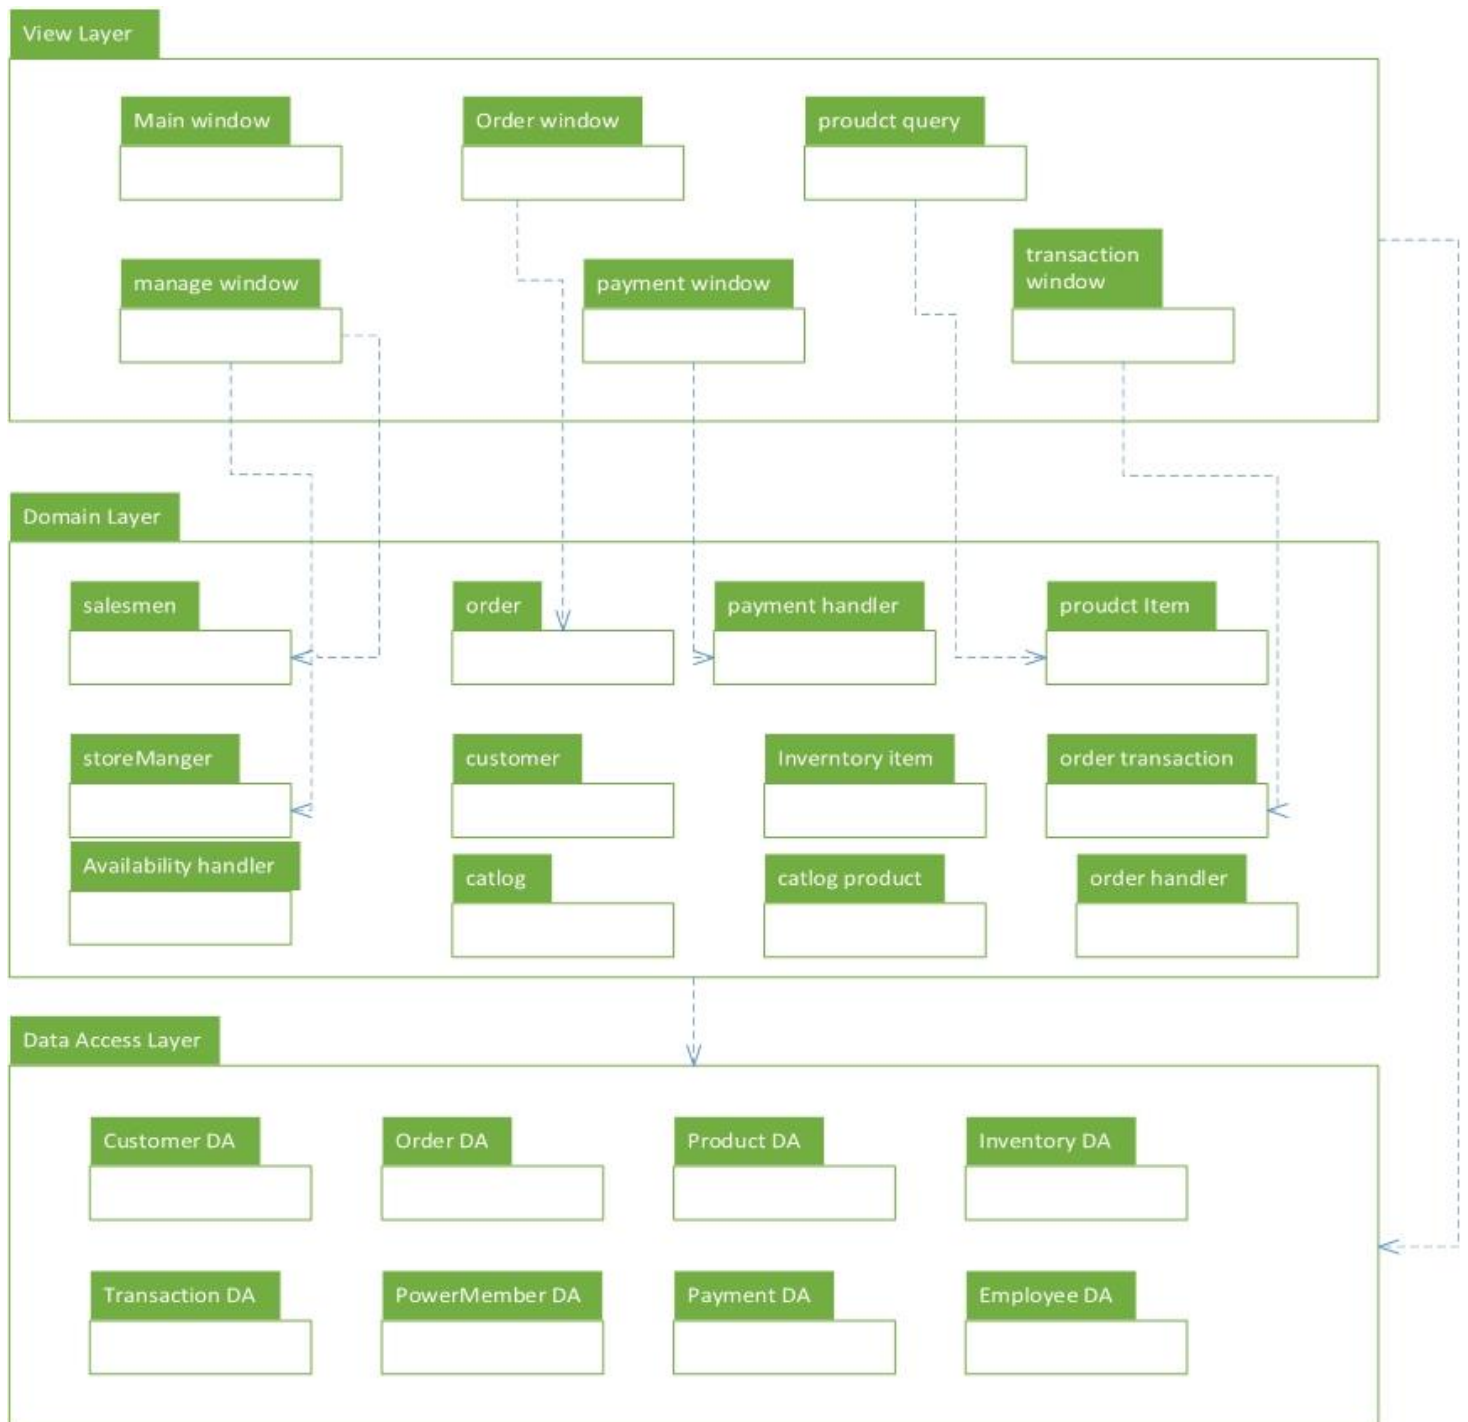 View Layer
Main window
Order window
proudct query
manage window
payment window
transaction
window
Domain Layer
salesmen
order
payment handler
proudct Item
storeManger
customer
Inverntory item
order transaction
Availability handler
catlog
catlog product
order handler
Data Access Layer
Customer DA
Order DA
Product DA
Inventory DA
Transaction DA
PowerMember DA
Payment DA
Employee DA